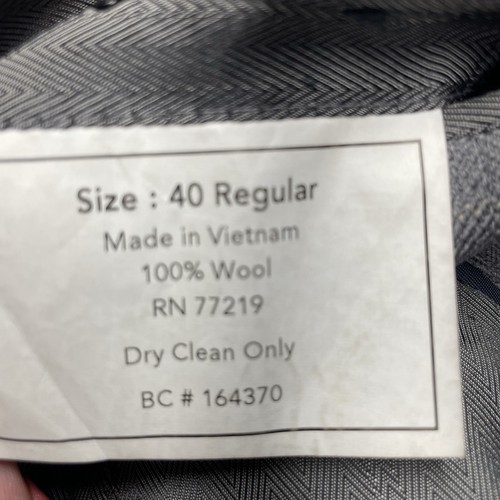 Size : 40 Regular
Made in Vietnam
100% Wool
RN 77219
Dry Clean Only
BC # 164370